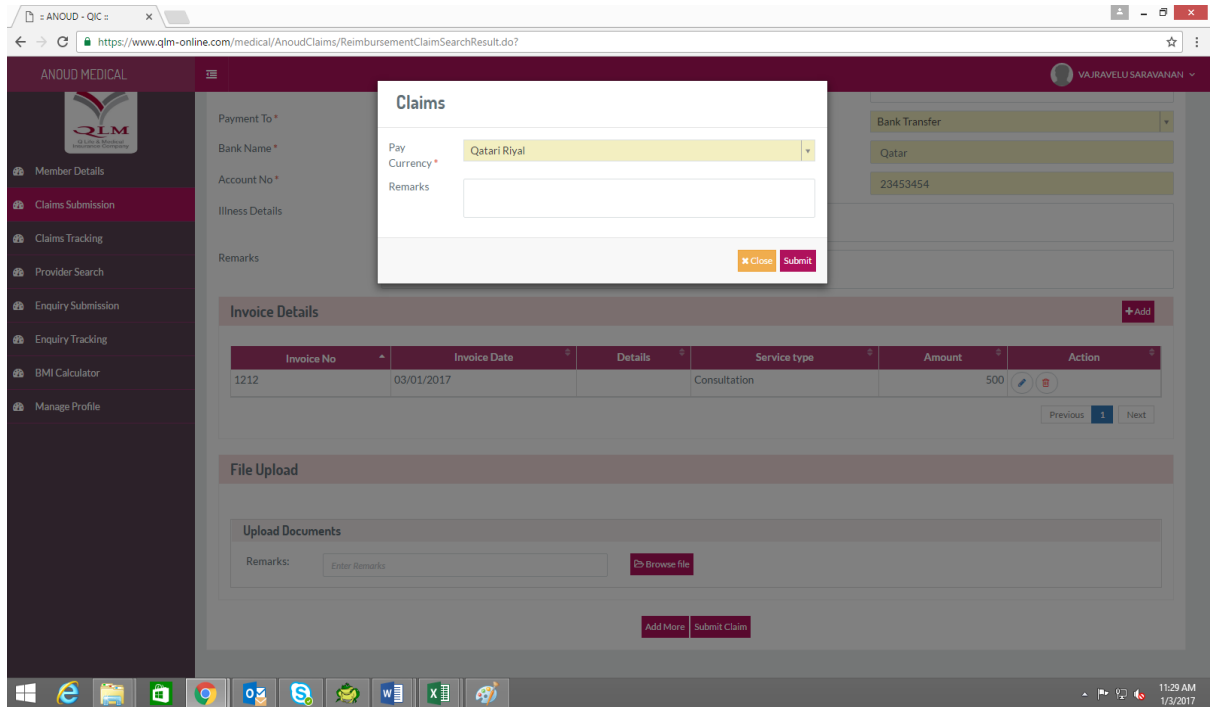 :: ANOUD - QIC ::
https://www.qlm-online.com/medical/AnoudClaims/ReimbursementClaimSearchResult.do?
ANOUD MEDICAL
VAJRAVELU SARAVANAN
QLM
Q Life & Medical
Insurance Company
Member Details
Claims Submission
Claims Tracking
Provider Search
Enquiry Submission
Enquiry Tracking
BMI Calculator
Manage Profile
Claims
Pay Currency * Qatari Riyal
Remarks
Close Submit
Payment To * Bank Transfer
Bank Name * Qatar
Account No * 23453454
Illness Details
Remarks
Invoice Details Add
Invoice No Invoice Date Details Service type Amount Action
1212 03/01/2017 Consultation 500
Previous 1 Next
File Upload
Upload Documents
Remarks: Enter Remarks Browse file
Add More Submit Claim
11:29 AM
1/3/2017